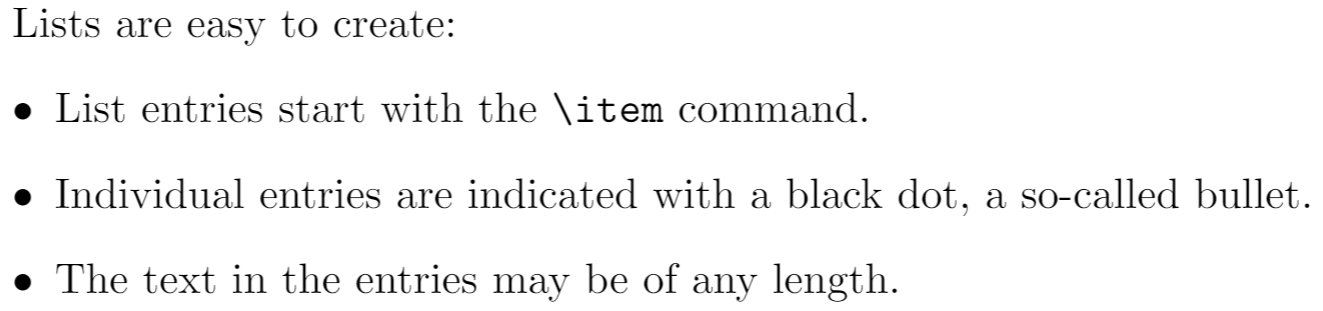 Lists are easy to create:
• List entries start with the \item command.
• Individual entries are indicated with a black dot, a so-called bullet.
• The text in the entries may be of any length.